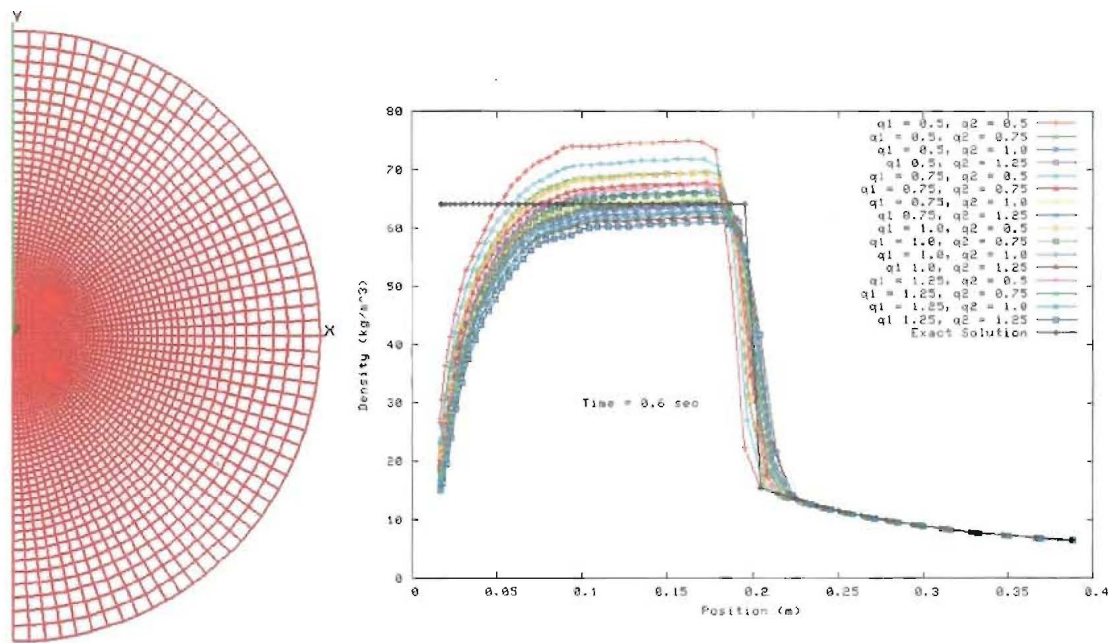 Y
X
80
70
60
50
40
30
20
10
0
Density (kg/m^3)
q1 = 0.5, q2 = 0.5
q1 = 0.5, q2 = 0.75
q1 = 0.5, q2 = 1.0
q1 0.5, q2 = 1.25
q1 = 0.75, q2 = 0.5
q1 = 0.75, q2 = 0.75
q1 = 0.75, q2 = 1.0
q1 0.75, q2 = 1.25
q1 = 1.0, q2 = 0.5
q1 = 1.0, q2 = 0.75
q1 = 1.0, q2 = 1.0
q1 1.0, q2 = 1.25
q1 = 1.25, q2 = 0.5
q1 = 1.25, q2 = 0.75
q1 = 1.25, q2 = 1.0
q1 1.25, q2 = 1.25
Exact Solution
Time = 0.6 sec
0 0.05 0.1 0.15 0.2 0.25 0.3 0.35 0.4
Position (m)